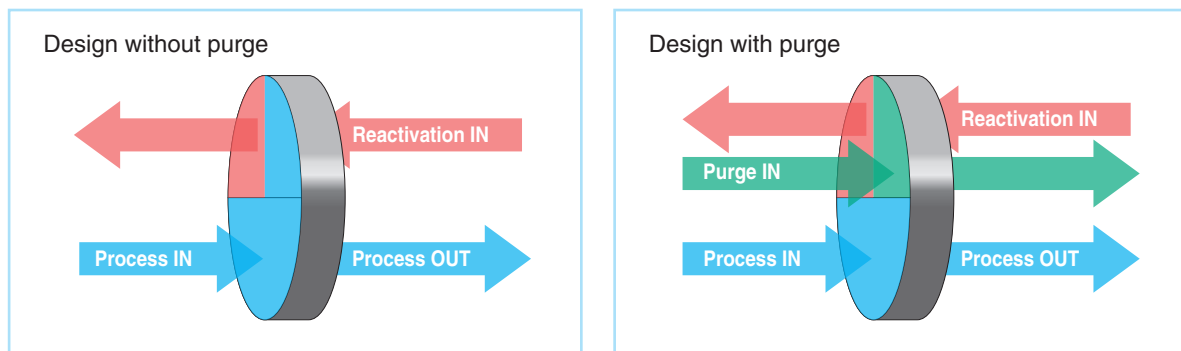 Design without purge
Reactivation IN
Process IN
Process OUT
Design with purge
Reactivation IN
Purge IN
Process IN
Process OUT